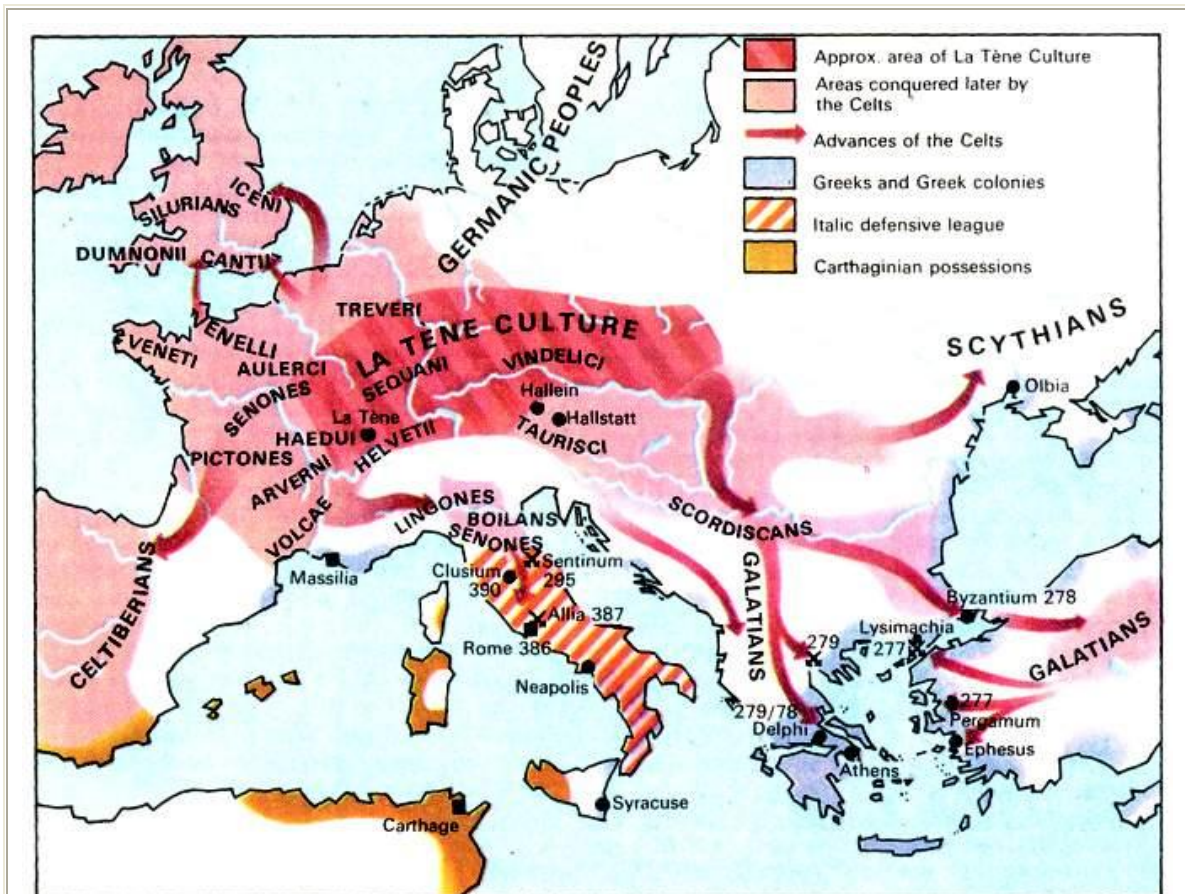 Approx. area of La Tène Culture
Areas conquered later by
the Celts
Advances of the Celts
Greeks and Greek colonies
Italic defensive league
Carthaginian possessions
GERMANIC PEOPLES
ICENI
SILURIANS
DUMNONII
CANTII
TREVERI
LA TÈNE CULTURE
VENELLI
VENETI
AULERCI
SEQUANI
VINDELICI
SCYTHIANS
Olbia
SENONES
Hallein
Hallstatt
La Tène
HAEDUI
HELVETII
TAURISCI
PICTONES
ARVERNI
VOLCAE
LINGONES
BOIANS
SENONES
SCORDISCANS
Massilia
Clusium
390
Sentinum
295
Allia 387
Rome 386
Neapolis
CELTIBERIANS
GALATIANS
Byzantium 278
Lysimachia
277
279
GALATIANS
279/78
Delphi
277
Pergamum
Ephesus
Athens
Syracuse
Carthage